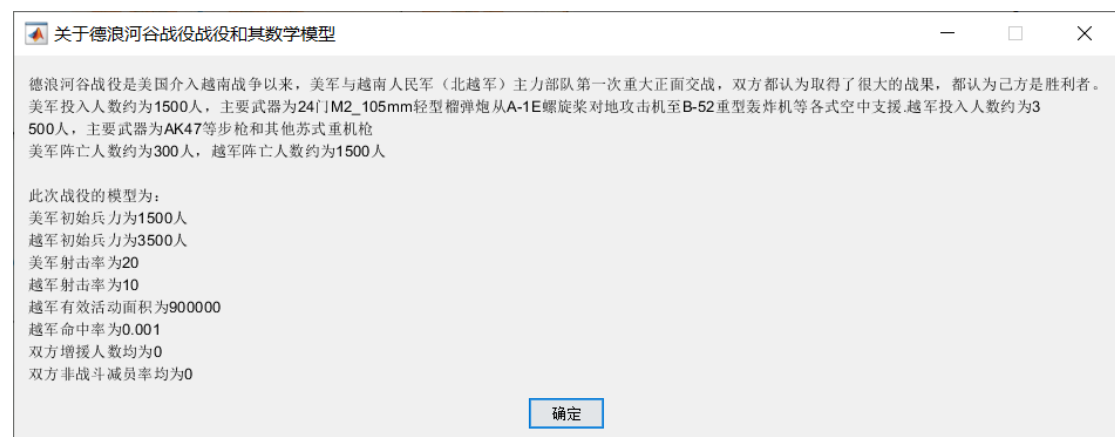 关于德浪河谷战役战役和其数学模型
德浪河谷战役是美国介入越南战争以来，美军与越南人民军（北越军）主力部队第一次重大正面交战，双方都认为取得了很大的战果，都认为己方是胜利者。
美军投入人数约为1500人，主要武器为24门M2_105mm轻型榴弹炮从A-1E螺旋桨对地攻击机至B-52重型轰炸机等各式空中支援.越军投入人数约为3
500人，主要武器为AK47等步枪和其他苏式重机枪
美军阵亡人数约为300人，越军阵亡人数约为1500人
此次战役的模型为：
美军初始兵力为1500人
越军初始兵力为3500人
美军射击率为20
越军射击率为10
越军有效活动面积为900000
越军命中率为0.001
双方增援人数均为0
双方非战斗减员率均为0
确定